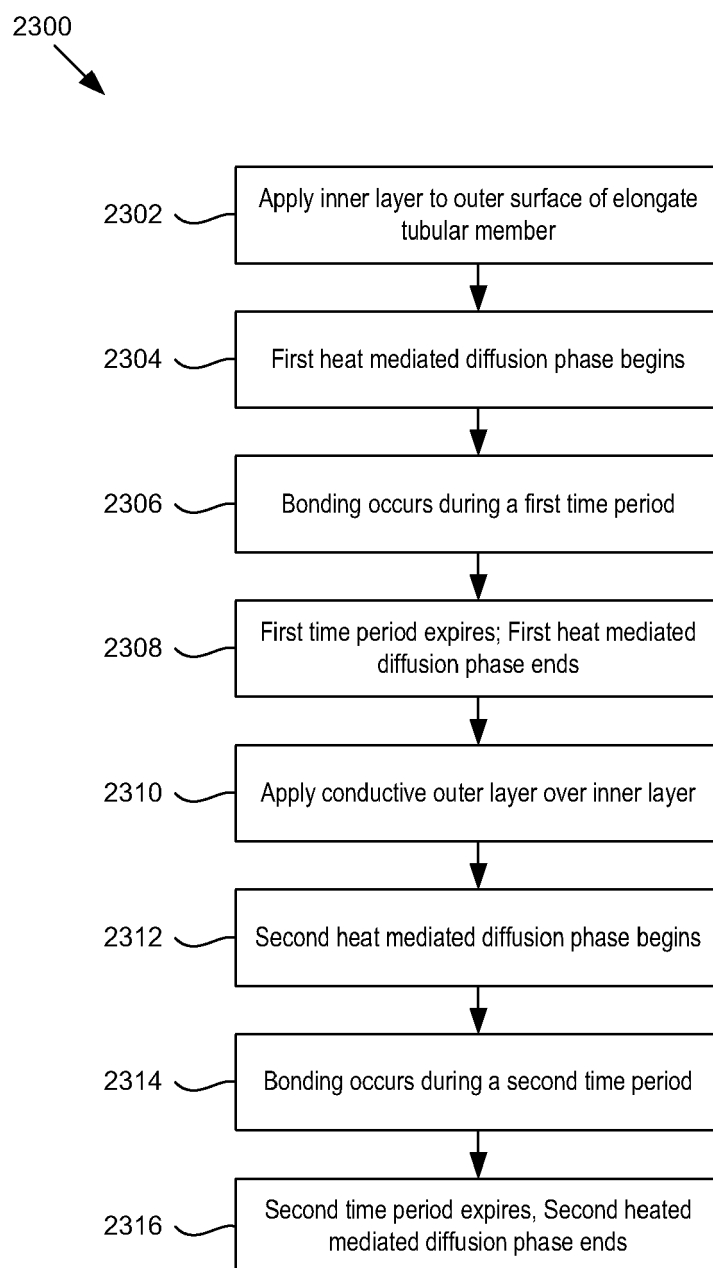 2300
2302
Apply inner layer to outer surface of elongate
tubular member
2304
First heat mediated diffusion phase begins
2306
Bonding occurs during a first time period
2308
First time period expires; First heat mediated
diffusion phase ends
2310
Apply conductive outer layer over inner layer
2312
Second heat mediated diffusion phase begins
2314
Bonding occurs during a second time period
2316
Second time period expires, Second heated
mediated diffusion phase ends